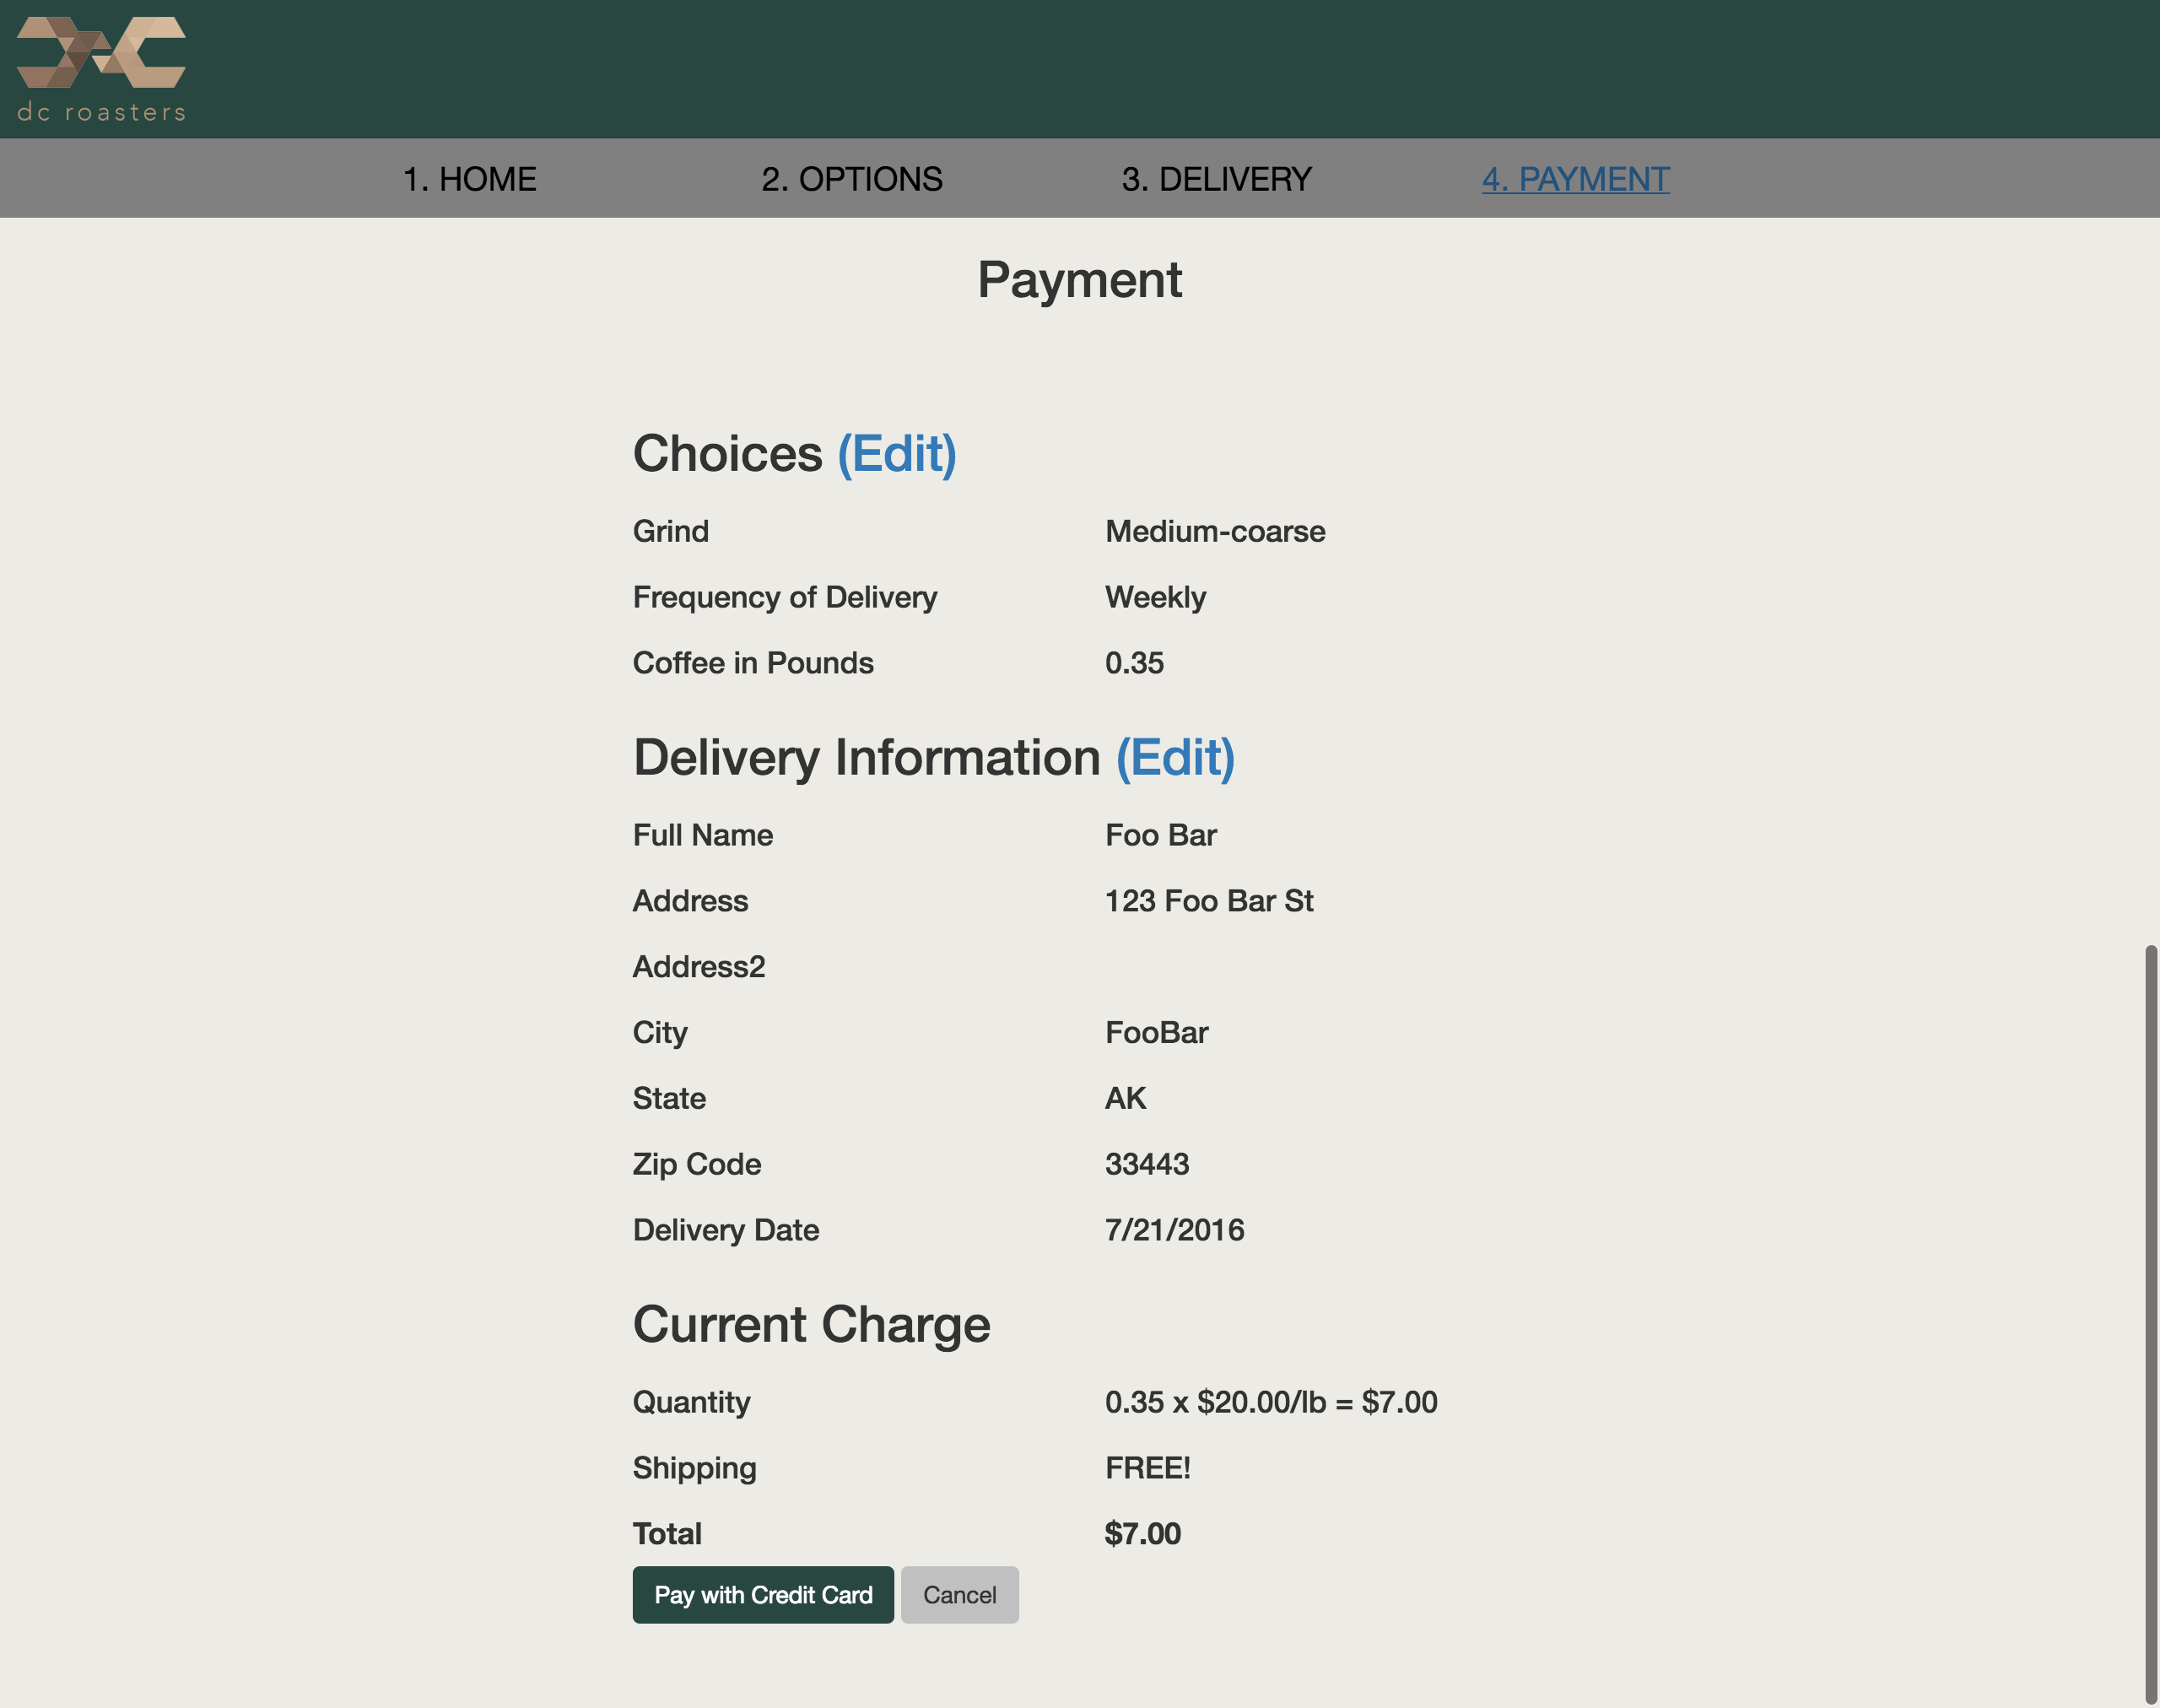 dc roasters
1. HOME 2. OPTIONS 3. DELIVERY 4. PAYMENT
Payment
Choices (Edit)
Grind Medium-coarse
Frequency of Delivery Weekly
Coffee in Pounds 0.35
Delivery Information (Edit)
Full Name Foo Bar
Address 123 Foo Bar St
Address2
City FooBar
State AK
Zip Code 33443
Delivery Date 7/21/2016
Current Charge
Quantity 0.35 x $20.00/lb = $7.00
Shipping FREE!
Total $7.00
Pay with Credit Card Cancel